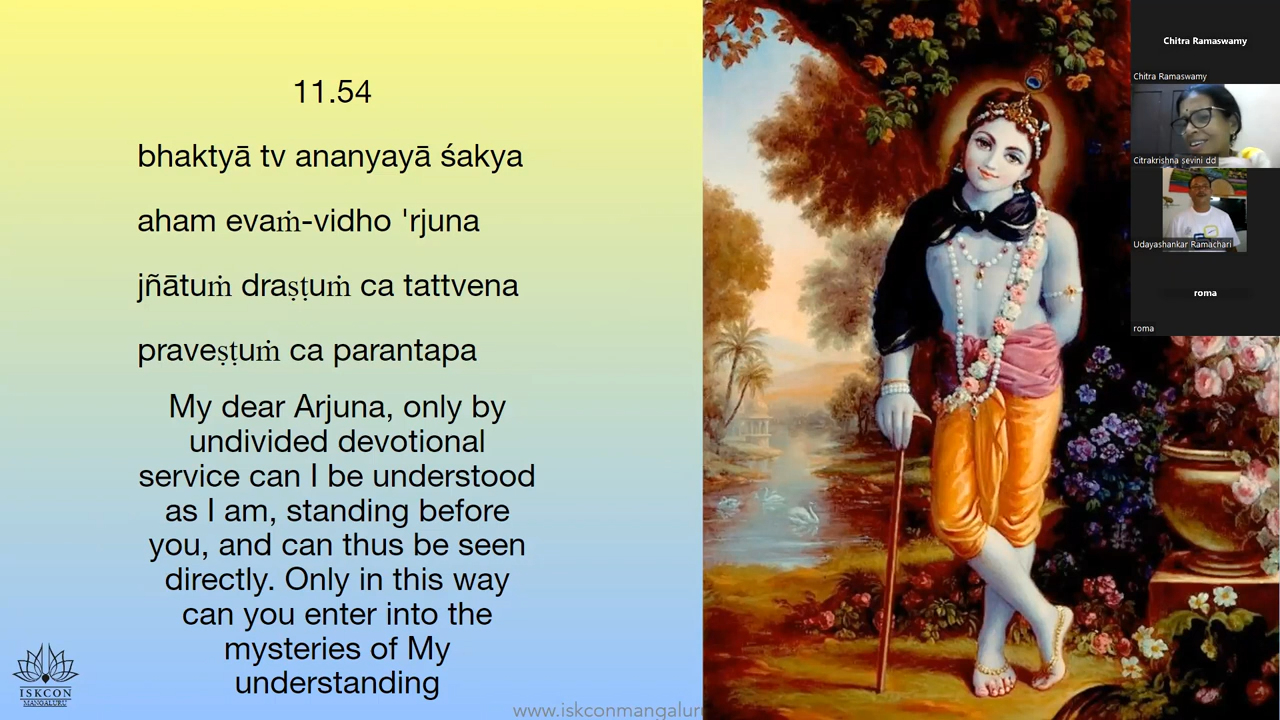 11.54
bhaktyā tv ananyayā śakya
aham evaṁ-vidho 'rjuna
jñātuṁ draṣṭuṁ ca tattvena
praveṣṭuṁ ca parantapa
My dear Arjuna, only by
undivided devotional
service can I be understood
as I am, standing before
you, and can thus be seen
directly. Only in this way
can you enter into the
mysteries of My
understanding
ISKCON
MANGALURU
www.iskconmangalur
Chitra Ramaswamy
Chitra Ramaswamy
Citrakrishna sevini dd
Udayashankar Ramachari
roma
roma